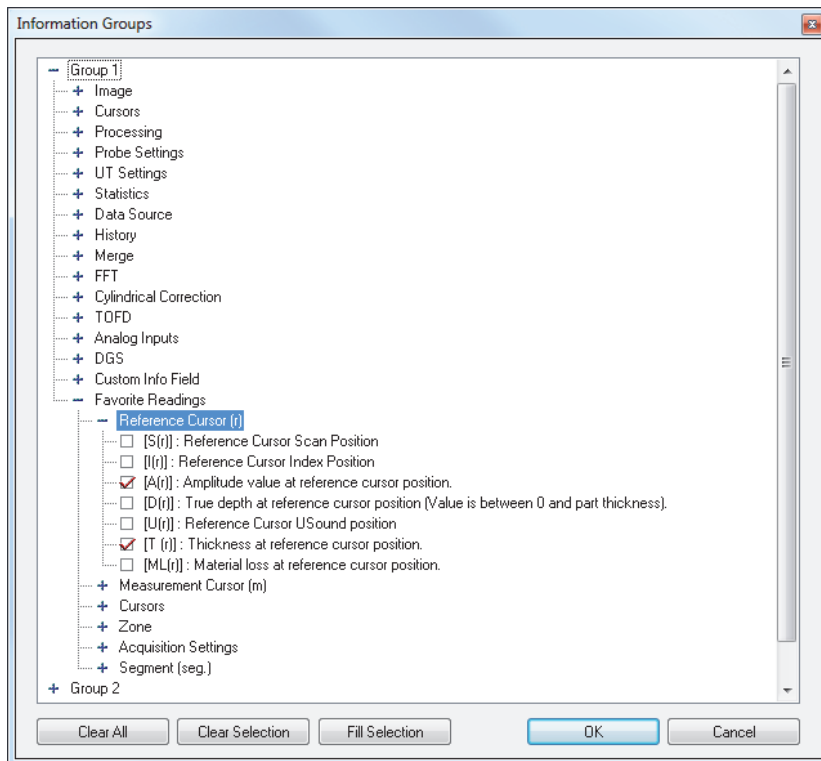 Information Groups
Group 1
Image
Cursors
Processing
Probe Settings
UT Settings
Statistics
Data Source
History
Merge
FFT
Cylindrical Correction
TOFD
Analog Inputs
DGS
Custom Info Field
Favorite Readings
Reference Cursor (r)
[S(r)] : Reference Cursor Scan Position
[I(r)] : Reference Cursor Index Position
[A(r)] : Amplitude value at reference cursor position.
[D(r)] : True depth at reference cursor position (Value is between 0 and part thickness).
[U(r)] : Reference Cursor USound position
[T (r)] : Thickness at reference cursor position.
[ML(r)] : Material loss at reference cursor position.
Measurement Cursor (m)
Cursors
Zone
Acquisition Settings
Segment (seg.)
Group 2
Clear All Clear Selection Fill Selection OK Cancel